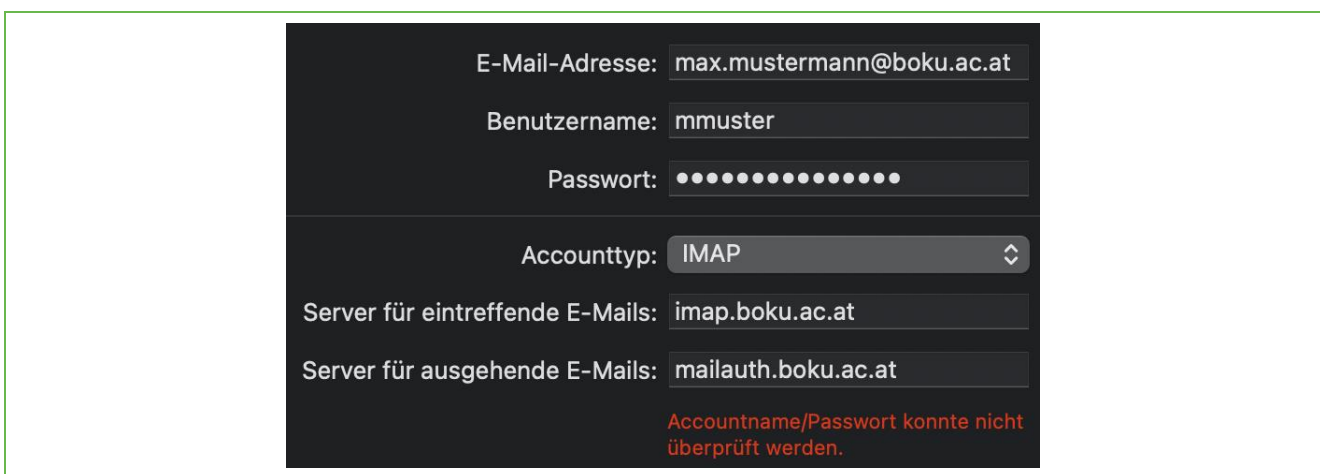 E-Mail-Adresse: max.mustermann@boku.ac.at
Benutzername: mmuster
Passwort: ●●●●●●●●●●●●●●●
Accounttyp: IMAP
Server für eintreffende E-Mails: imap.boku.ac.at
Server für ausgehende E-Mails: mailauth.boku.ac.at
Accountname/Passwort konnte nicht
überprüft werden.